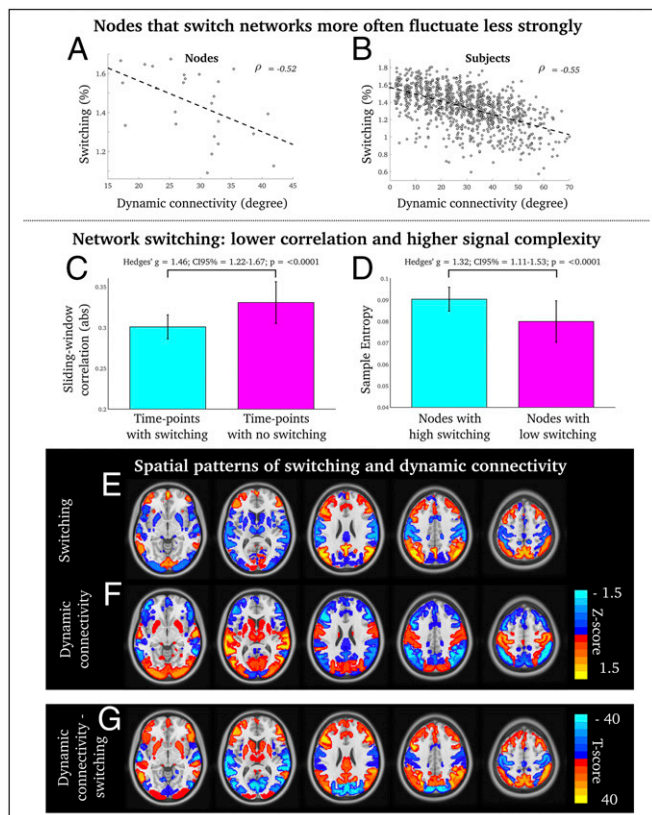 Nodes that switch networks more often fluctuate less strongly
A
Nodes
ρ = -0.52
Switching (%)
1.6
1.4
1.2
15
20
25
30
35
40
45
Dynamic connectivity (degree)
B
Subjects
ρ = -0.55
Switching (%)
1.8
1.6
1.4
1.2
1
0.8
0.6
0
10
20
30
40
50
60
70
Dynamic connectivity (degree)
Network switching: lower correlation and higher signal complexity
C
Hedges' g = 1.46; CI95% = 1.22-1.67; p = <0.0001
Sliding-window
correlation (abs)
0.35
0.3
0.2
Time-points
with switching
Time-points
with no switching
D
Hedges' g = 1.32; CI95% = 1.11-1.53; p = <0.0001
Sample Entropy
0.1
0.09
0.08
0.07
0.06
0.05
0.04
Nodes with
high switching
Nodes with
low switching
Spatial patterns of switching and dynamic connectivity
E
Switching
F
Dynamic
connectivity
- 1.5
Z-score
1.5
G
Dynamic
connectivity -
switching
- 40
T-score
40